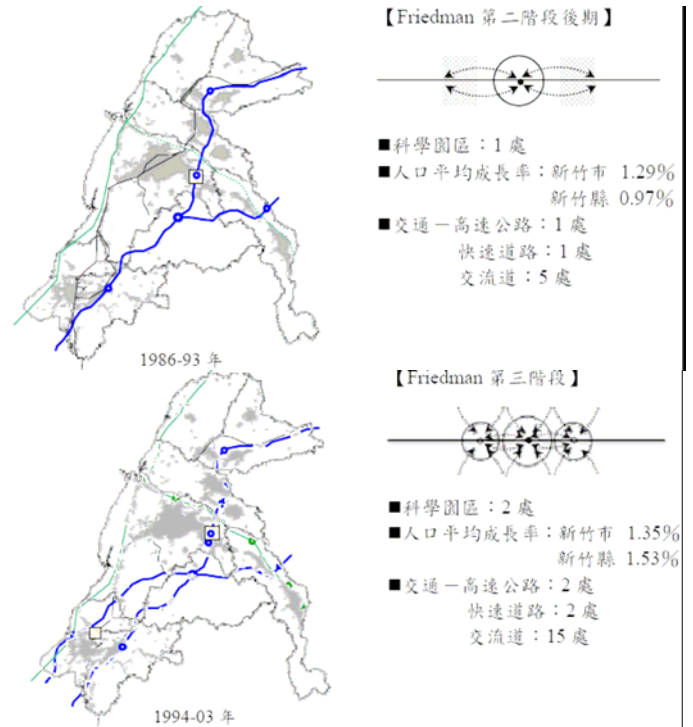 【Friedman 第二階段後期】
■科學園區：1 處
■人口平均成長率：新竹市 1.29%
新竹縣 0.97%
■交通－高速公路：1 處
快速道路：1 處
交流道：5 處
1986-93 年
【Friedman 第三階段】
■科學園區：2 處
■人口平均成長率：新竹市 1.35%
新竹縣 1.53%
■交通－高速公路：2 處
快速道路：2 處
交流道：15 處
1994-03 年